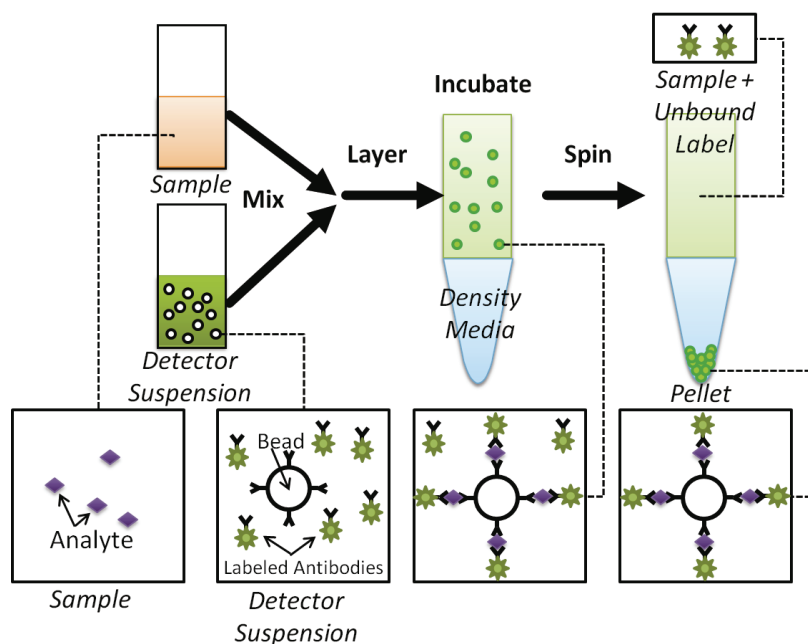 Sample +
Unbound
Label
Incubate
Layer
Spin
Sample
Mix
Density
Media
Detector
Suspension
Pellet
Bead
Analyte
Labeled Antibodies
Sample
Detector
Suspension